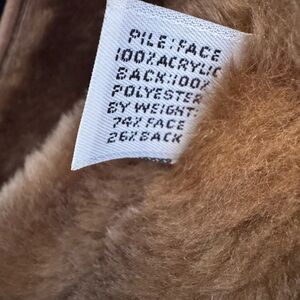 PILE:FACE
100%ACRYLIC
BACK:100%
POLYESTER
BY WEIGHT:
74% FACE
26%BACK